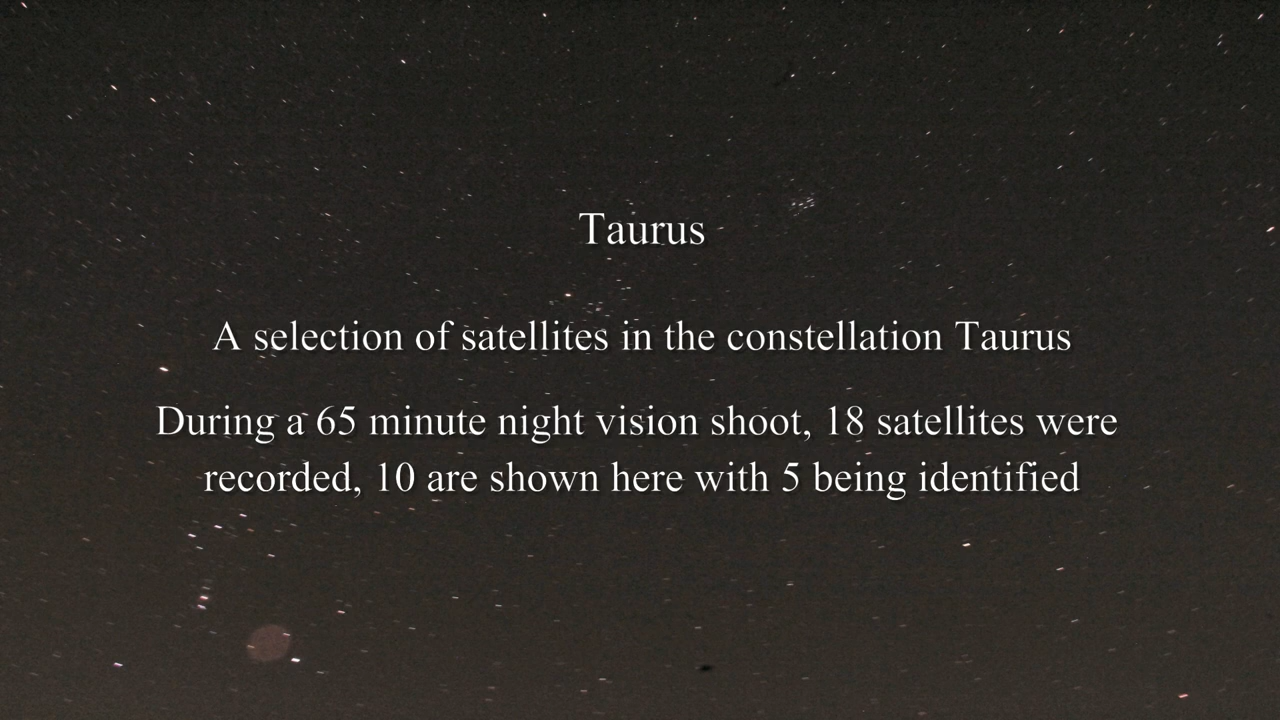 Taurus
A selection of satellites in the constellation Taurus
During a 65 minute night vision shoot, 18 satellites were
recorded, 10 are shown here with 5 being identified